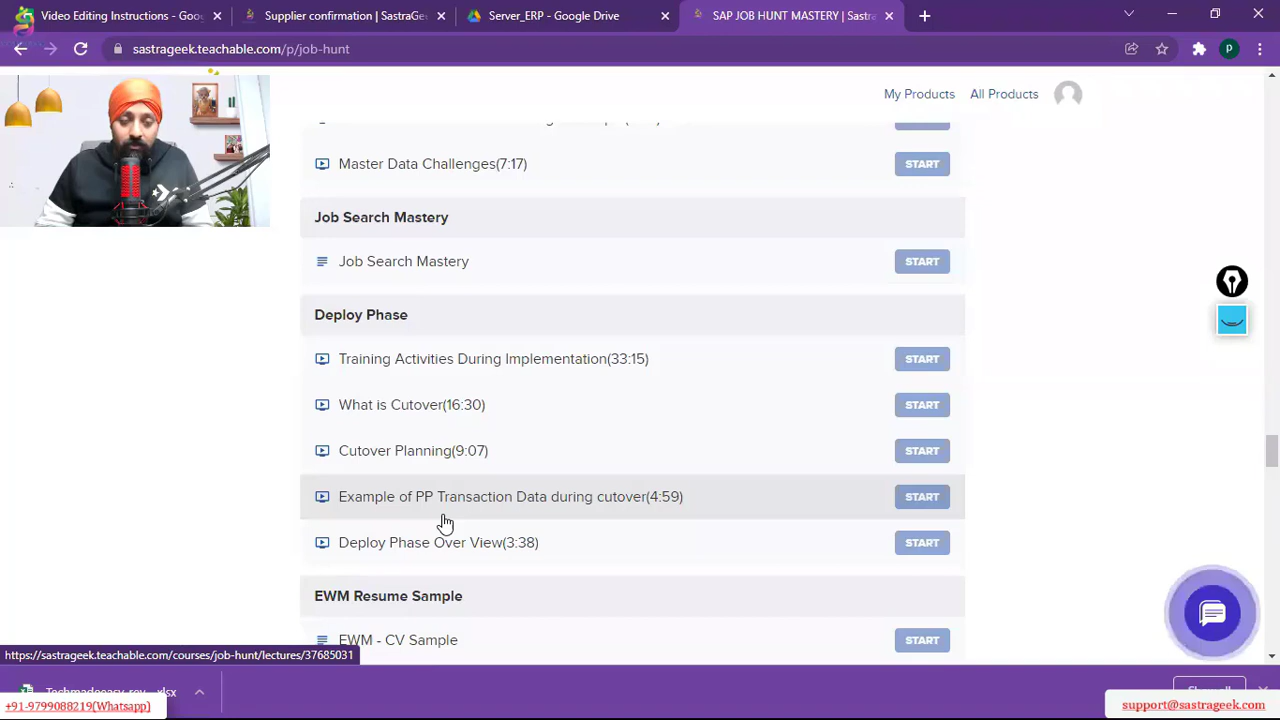 Video Editing Instructions - Goo
Supplier confirmation | SastraGe
Server_ERP - Google Drive
SAP JOB HUNT MASTERY | Sastr
sastrageek.teachable.com/p/job-hunt
P
My Products
All Products
Master Data Challenges(7:17)
START
Job Search Mastery
Job Search Mastery
START
Deploy Phase
Training Activities During Implementation(33:15)
START
What is Cutover(16:30)
START
Cutover Planning(9:07)
START
Example of PP Transaction Data during cutover(4:59)
START
Deploy Phase Over View(3:38)
START
EWM Resume Sample
EWM - CV Sample
START
https://sastrageek.teachable.com/courses/job-hunt/lectures/37685031
+91-9799088219(Whatsapp)
support@sastrageek.com